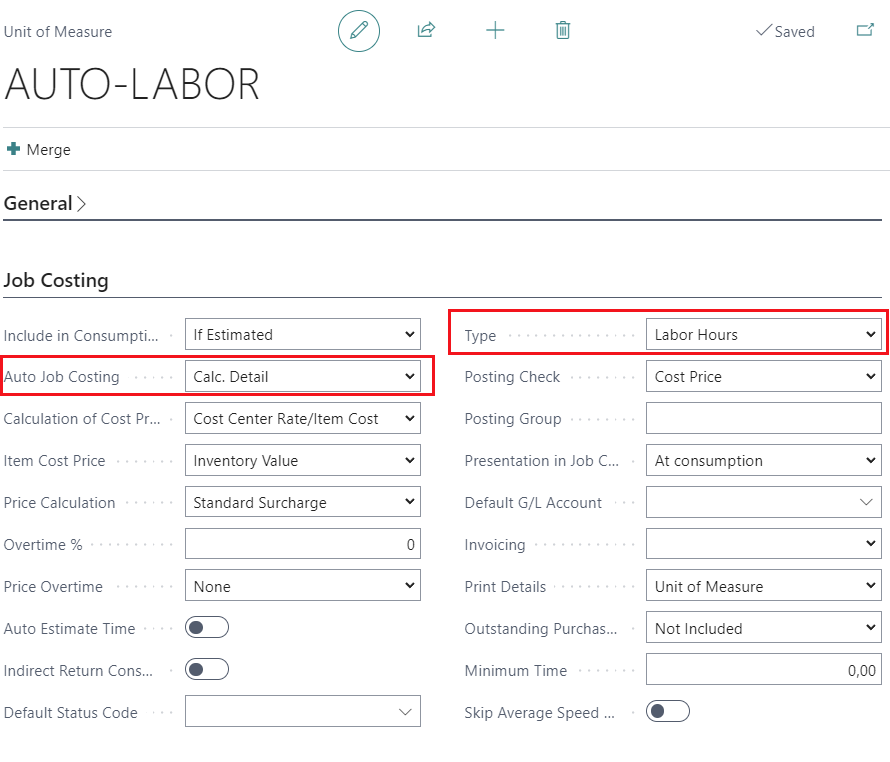 Unit of Measure
Saved
AUTO-LABOR
Merge
General
Job Costing
Include in Consumpti... If Estimated
Type Labor Hours
Auto Job Costing Calc. Detail
Posting Check Cost Price
Calculation of Cost Pr... Cost Center Rate/Item Cost
Posting Group
Item Cost Price Inventory Value
Presentation in Job C... At consumption
Price Calculation Standard Surcharge
Default G/L Account
Overtime % 0
Invoicing
Price Overtime None
Print Details Unit of Measure
Auto Estimate Time
Outstanding Purchas... Not Included
Indirect Return Cons...
Minimum Time 0,00
Default Status Code
Skip Average Speed ...